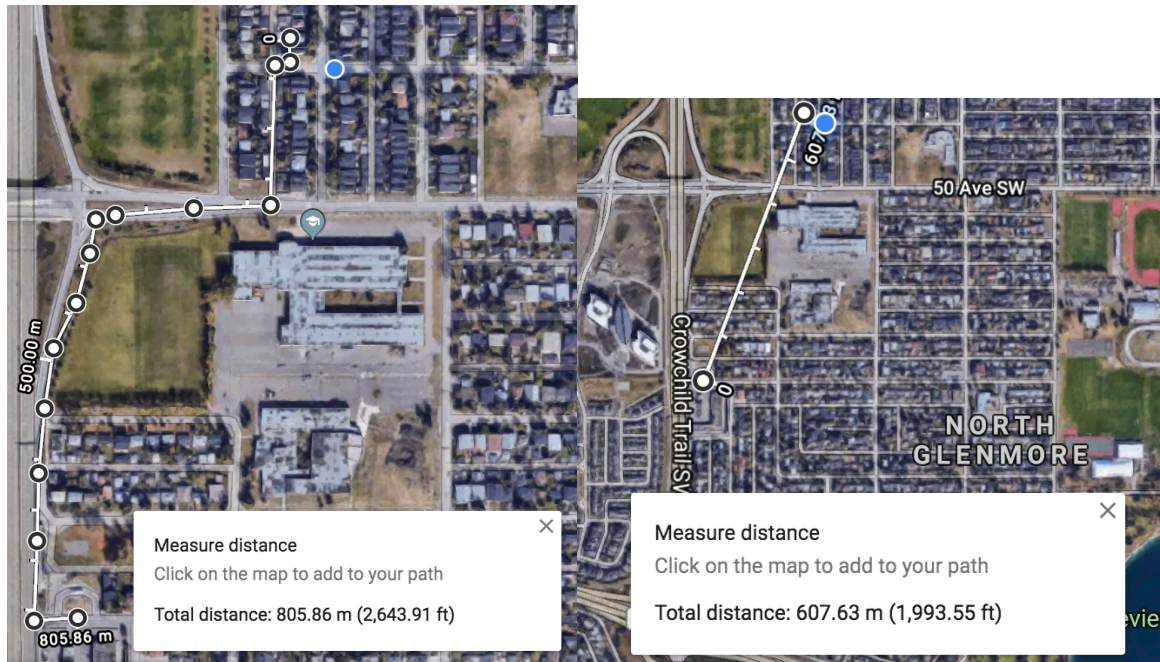 0
500.00 m
805.86 m
Measure distance
Click on the map to add to your path
Total distance: 805.86 m (2,643.91 ft)
50 Ave SW
0
Crowchild Trail SW
NORTH
GLENMORE
Measure distance
Click on the map to add to your path
Total distance: 607.63 m (1,993.55 ft)